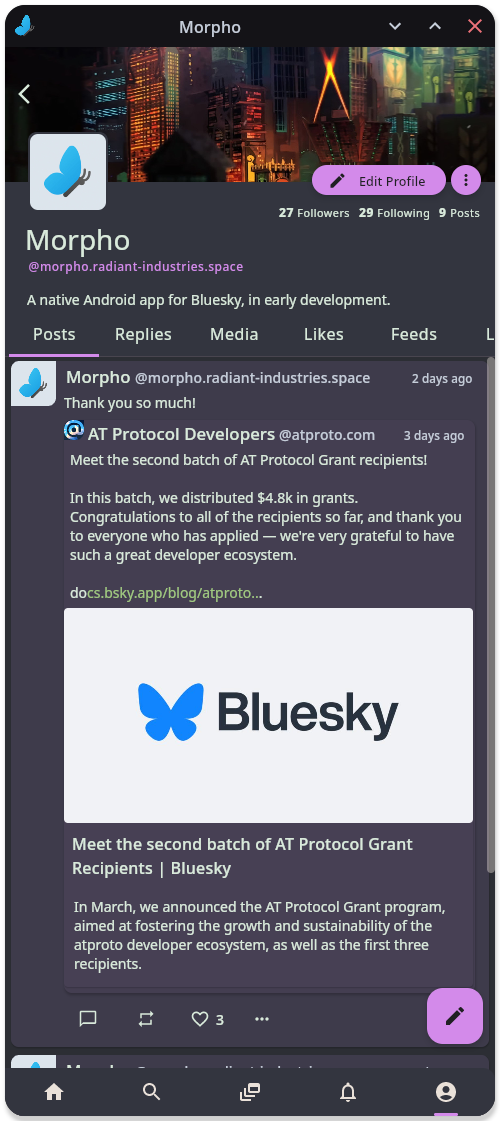 Morpho
Edit Profile
27 Followers 29 Following 9 Posts
Morpho
@morpho.radiant-industries.space
A native Android app for Bluesky, in early development.
Posts Replies Media Likes Feeds L
Morpho @morpho.radiant-industries.space 2 days ago
Thank you so much!
AT Protocol Developers @atproto.com 3 days ago
Meet the second batch of AT Protocol Grant recipients!
In this batch, we distributed $4.8k in grants.
Congratulations to all of the recipients so far, and thank you
to everyone who has applied — we're very grateful to have
such a great developer ecosystem.
docs.bsky.app/blog/atproto...
Bluesky
Meet the second batch of AT Protocol Grant
Recipients | Bluesky
In March, we announced the AT Protocol Grant program,
aimed at fostering the growth and sustainability of the
atproto developer ecosystem, as well as the first three
recipients.
3